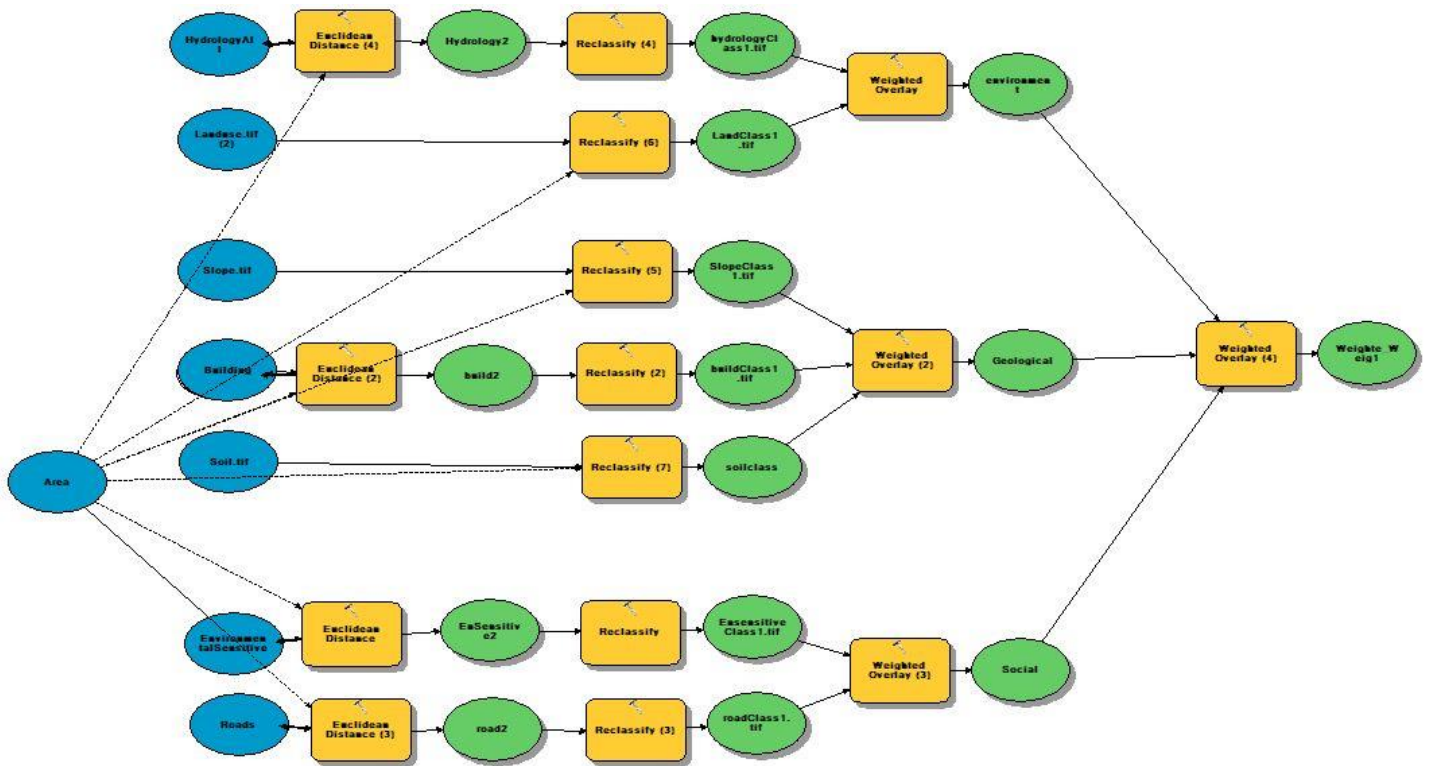 HydrologyAl
t
Euclidean
Distance (4)
Hydrology2
Reclassify (4)
hydrologyCl
ass1.tif
Weighted
Overlay
environmen
t
Landuse.tif
(2)
Reclassify (6)
LandClass1
.tif
Slope.tif
Reclassify (5)
SlopeClass
1.tif
Building
Euclidean
Distance (2)
build2
Reclassify (2)
buildClass1
.tif
Weighted
Overlay (2)
Geological
Weighted
Overlay (4)
Weighte_W
eig1
Soil.tif
Reclassify (7)
soilclass
Area
Environmen
talSensitive
Euclidean
Distance
EnSensitiv
e2
Reclassify
Ensensitive
Class1.tif
Weighted
Overlay (3)
Social
Roads
Euclidean
Distance (3)
road2
Reclassify (3)
roadClass1.
tif